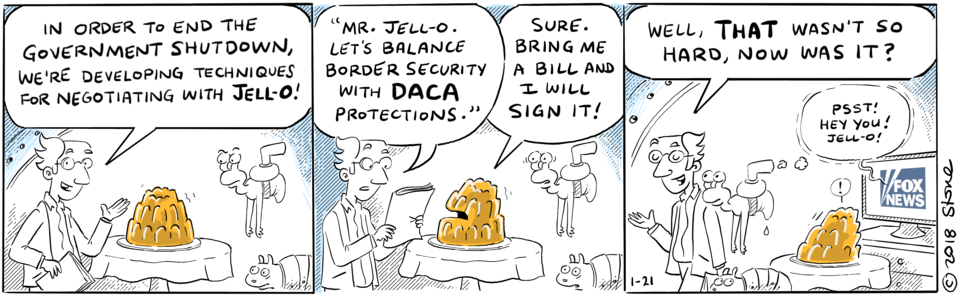 IN ORDER TO END THE
GOVERNMENT SHUTDOWN,
WE'RE DEVELOPING TECHNIQUES
FOR NEGOTIATING WITH JELL-O!
"MR. JELL-O.
LET'S BALANCE
BORDER SECURITY
WITH DACA
PROTECTIONS."
SURE.
BRING ME
A BILL AND
I WILL
SIGN IT!
WELL, THAT WASN'T SO
HARD, NOW WAS IT?
PSST!
HEY YOU!
JELL-O!
!
FOX
NEWS
1-21
© 2018 Stone